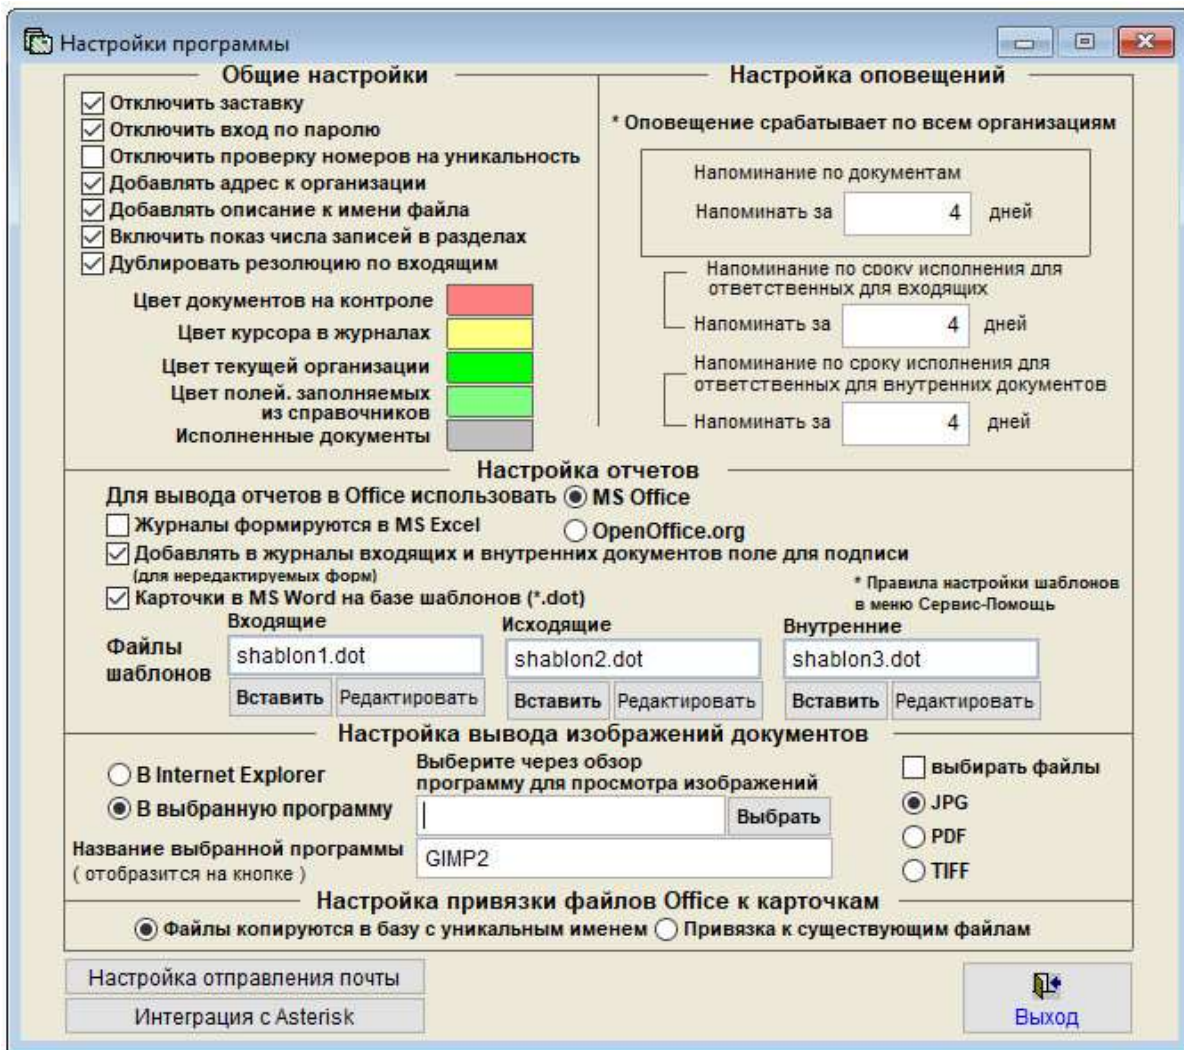 Настройки программы
Общие настройки
Отключить заставку
Отключить вход по паролю
Отключить проверку номеров на уникальность
Добавлять адрес к организации
Добавлять описание к имени файла
Включить показ числа записей в разделах
Дублировать резолюцию по входящим
Цвет документов на контроле
Цвет курсора в журналах
Цвет текущей организации
Цвет полей. заполняемых
из справочников
Исполненные документы
Настройка оповещений
* Оповещение срабатывает по всем организациям
Напоминание по документам
Напоминать за 4 дней
Напоминание по сроку исполнения для
ответственных для входящих
Напоминать за 4 дней
Напоминание по сроку исполнения для
ответственных для внутренних документов
Напоминать за 4 дней
Настройка отчетов
Для вывода отчетов в Office использовать MS Office
Журналы формируются в MS Excel OpenOffice.org
Добавлять в журналы входящих и внутренних документов поле для подписи
(для нередактируемых форм)
Карточки в MS Word на базе шаблонов (*.dot)
* Правила настройки шаблонов
в меню Сервис-Помощь
Входящие Исходящие Внутренние
Файлы
шаблонов
shablon1.dot shablon2.dot shablon3.dot
Вставить Редактировать Вставить Редактировать Вставить Редактировать
Настройка вывода изображений документов
В Internet Explorer
В выбранную программу
Выберите через обзор
программу для просмотра изображений
Выбрать
Название выбранной программы
( отобразится на кнопке )
GIMP2
выбирать файлы
JPG
PDF
TIFF
Настройка привязки файлов Office к карточкам
Файлы копируются в базу с уникальным именем Привязка к существующим файлам
Настройка отправления почты
Интеграция с Asterisk
Выход